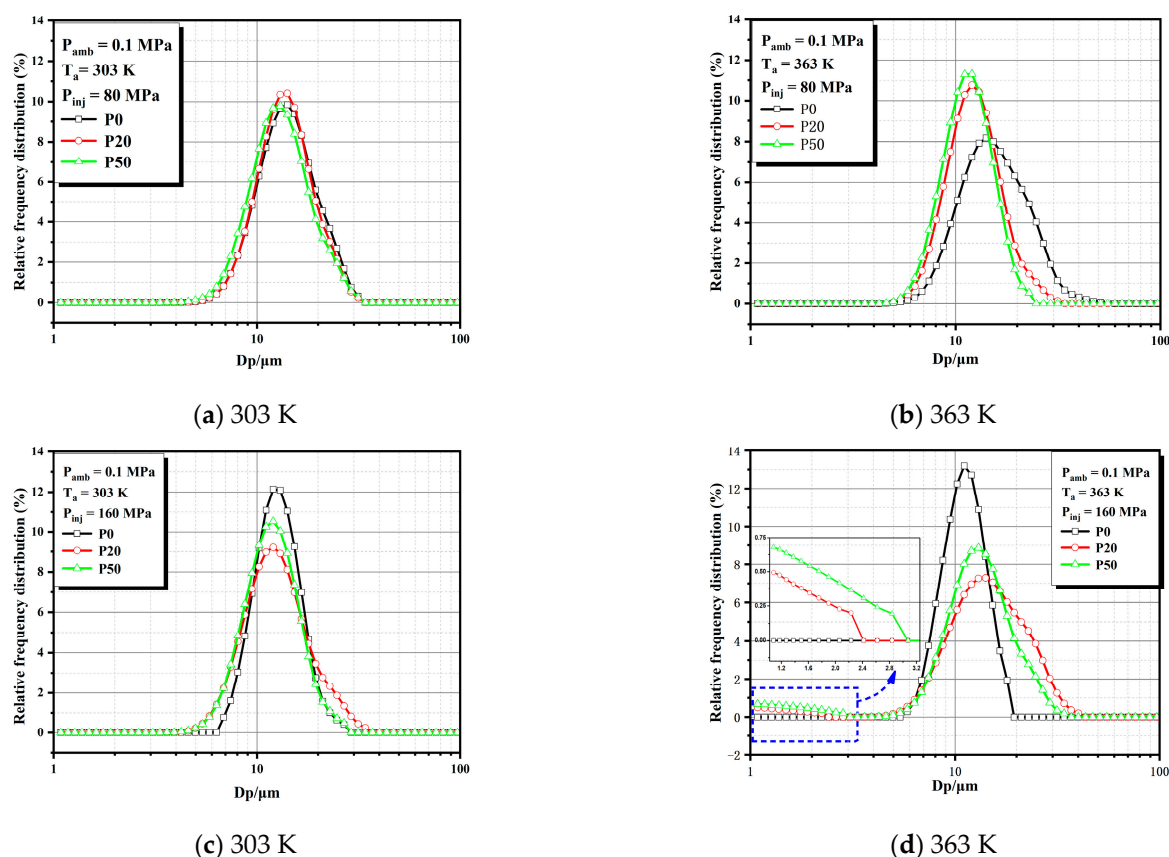 14
12
10
8
6
4
2
0
Relative frequency distribution (%)
P_amb = 0.1 MPa
T_a = 303 K
P_inj = 80 MPa
P0
P20
P50
1 10 100
Dp/μm
(a) 303 K
14
12
10
8
6
4
2
0
Relative frequency distribution (%)
P_amb = 0.1 MPa
T_a = 363 K
P_inj = 80 MPa
P0
P20
P50
1 10 100
Dp/μm
(b) 363 K
14
12
10
8
6
4
2
0
Relative frequency distribution (%)
P_amb = 0.1 MPa
T_a = 303 K
P_inj = 160 MPa
P0
P20
P50
1 10 100
Dp/μm
(c) 303 K
14
12
10
8
6
4
2
0
−2
Relative frequency distribution (%)
P_amb = 0.1 MPa
T_a = 363 K
P_inj = 160 MPa
P0
P20
P50
0.75
0.50
0.25
0.00
1.2 1.6 2.0 2.4 2.8 3.2
1 10 100
Dp/μm
(d) 363 K